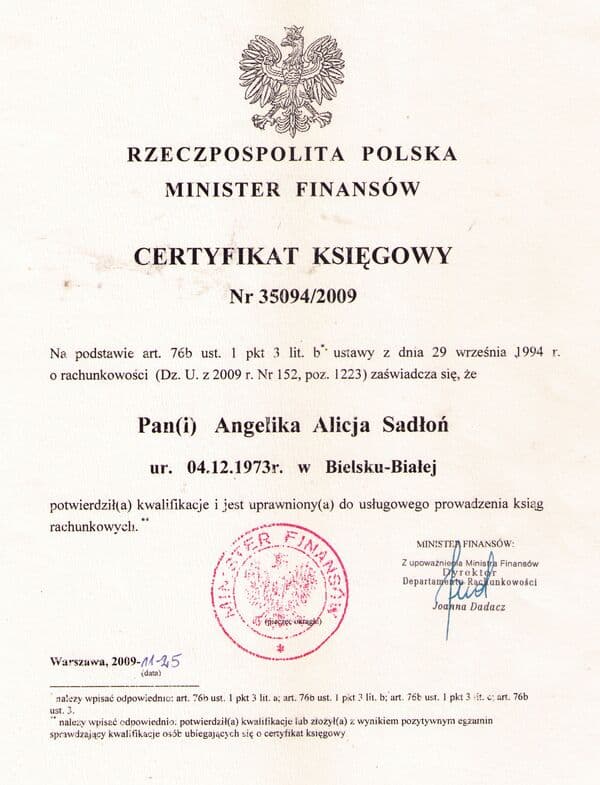 RZECZPOSPOLITA POLSKA
MINISTER FINANSÓW
CERTYFIKAT KSIĘGOWY
Nr 35094/2009
Na podstawie art. 76b ust. 1 pkt 3 lit. b* ustawy z dnia 29 września 1994 r.
o rachunkowości (Dz. U. z 2009 r. Nr 152, poz. 1223) zaświadcza się, że
Pan(i) Angelika Alicja Sadłoń
ur. 04.12.1973r. w Bielsku-Białej
potwierdził(a) kwalifikacje i jest uprawniony(a) do usługowego prowadzenia ksiąg
rachunkowych.**
MINISTER FINANSÓW
(pieczęć okrągła)
MINISTER FINANSÓW:
Z upoważnienia Ministra Finansów
Dyrektor
Departamentu Rachunkowości
Joanna Dadacz
Warszawa, 2009-11-25
(data)
* należy wpisać odpowiednio: art. 76b ust. 1 pkt 3 lit. a; art. 76b ust. 1 pkt 3 lit. b; art. 76b ust. 1 pkt 3 lit. c; art. 76b
ust. 3.
** należy wpisać odpowiednio: potwierdził(a) kwalifikacje lub złożył(a) z wynikiem pozytywnym egzamin
sprawdzający kwalifikacje osób ubiegających się o certyfikat księgowy